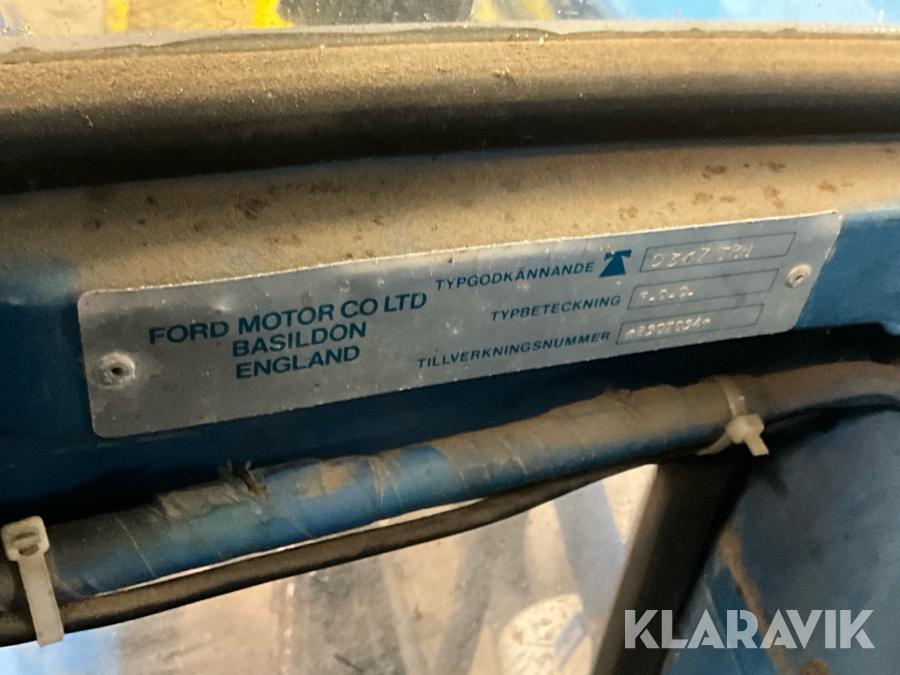 FORD MOTOR CO LTD
BASILDON
ENGLAND
TYPGODKÄNNANDE
TYPBETECKNING
TILLVERKNINGSNUMMER
KLARAVIK